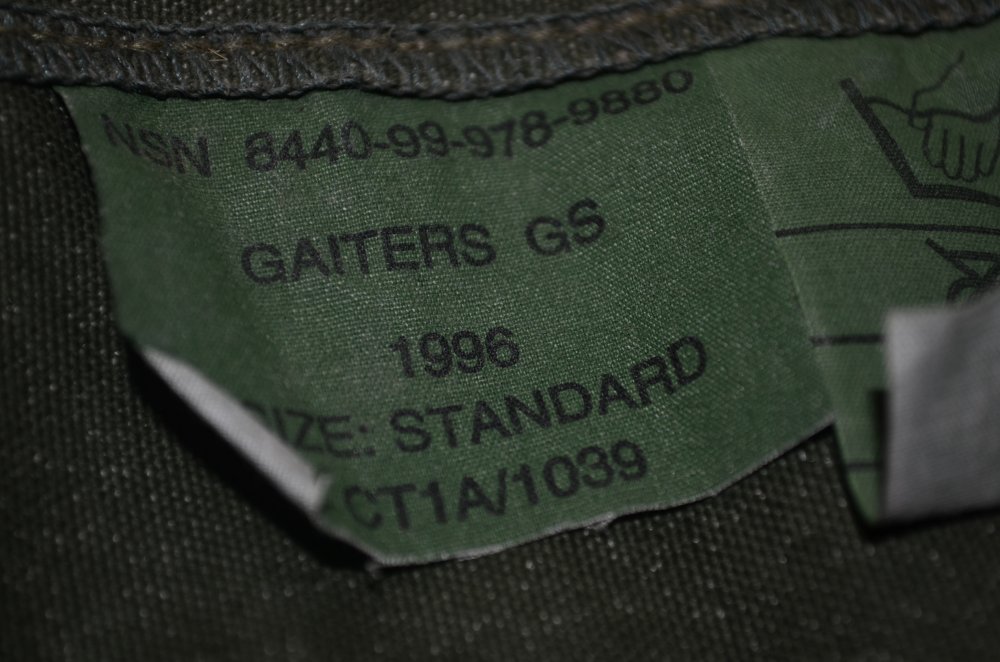 NSN 8440-99-978-9880
GAITERS GS
1996
SIZE: STANDARD
CT1A/1039